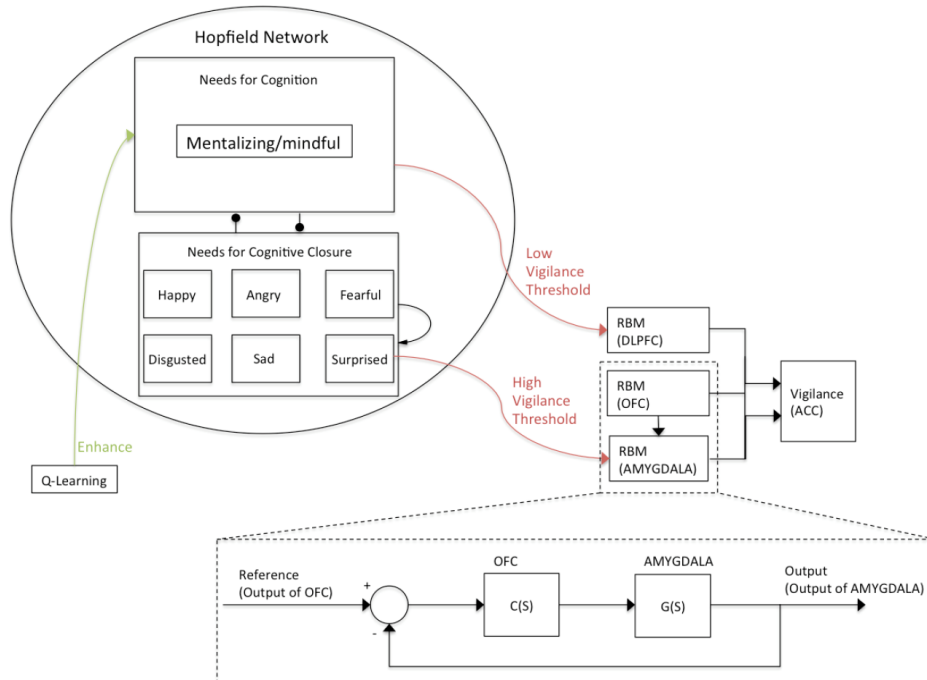 Hopfield Network
Needs for Cognition
Mentalizing/mindful
Needs for Cognitive Closure
Happy
Angry
Fearful
Disgusted
Sad
Surprised
Low
Vigilance
Threshold
High
Vigilance
Threshold
Enhance
Q-Learning
RBM
(DLPFC)
RBM
(OFC)
RBM
(AMYGDALA)
Vigilance
(ACC)
OFC
AMYGDALA
Reference
(Output of OFC)
+
-
C(S)
G(S)
Output
(Output of AMYGDALA)